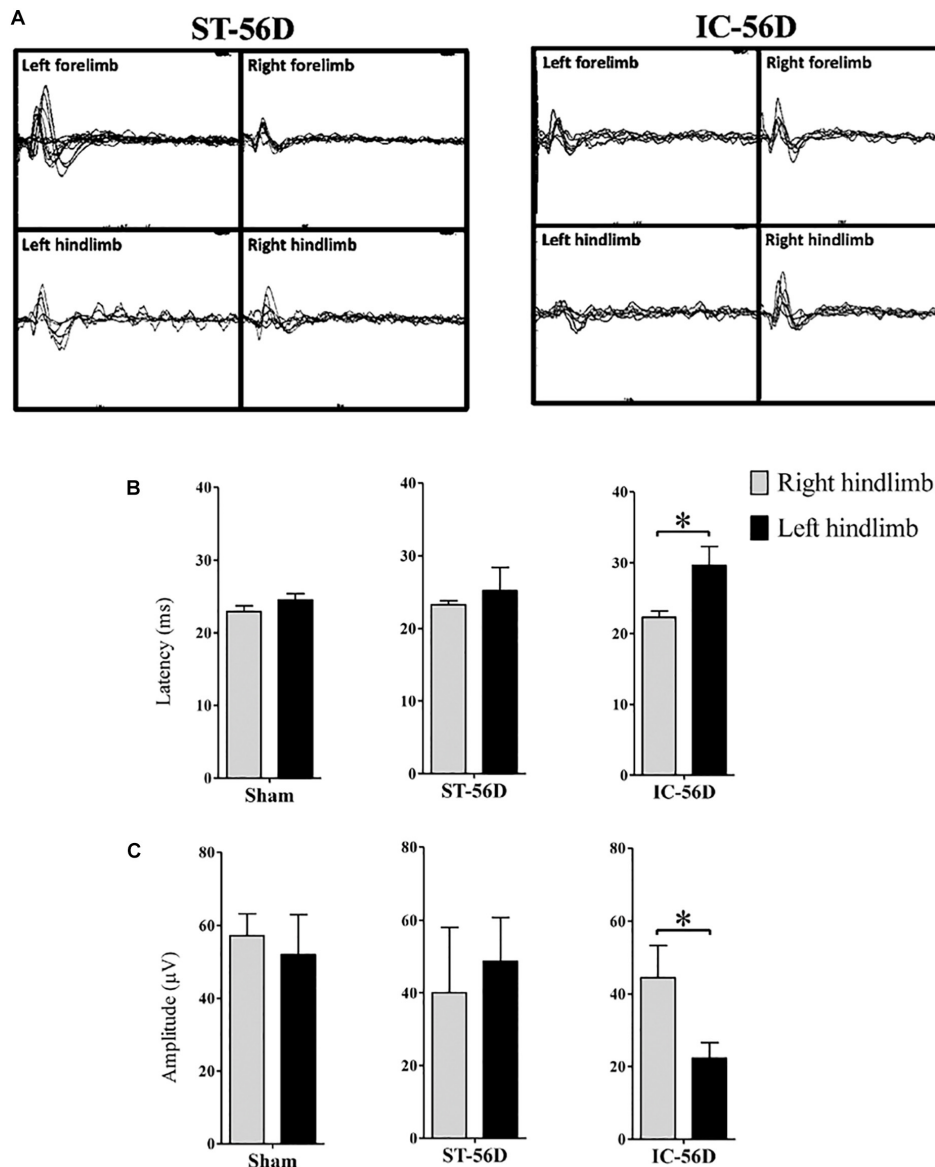 A
ST-56D
IC-56D
Left forelimb
Right forelimb
Left forelimb
Right forelimb
Left hindlimb
Right hindlimb
Left hindlimb
Right hindlimb
B
Latency (ms)
40
30
20
10
0
Sham
40
30
20
10
0
ST-56D
40
30
20
10
0
*
IC-56D
Right hindlimb
Left hindlimb
C
Amplitude (µV)
80
60
40
20
0
Sham
80
60
40
20
0
ST-56D
80
60
40
20
0
*
IC-56D